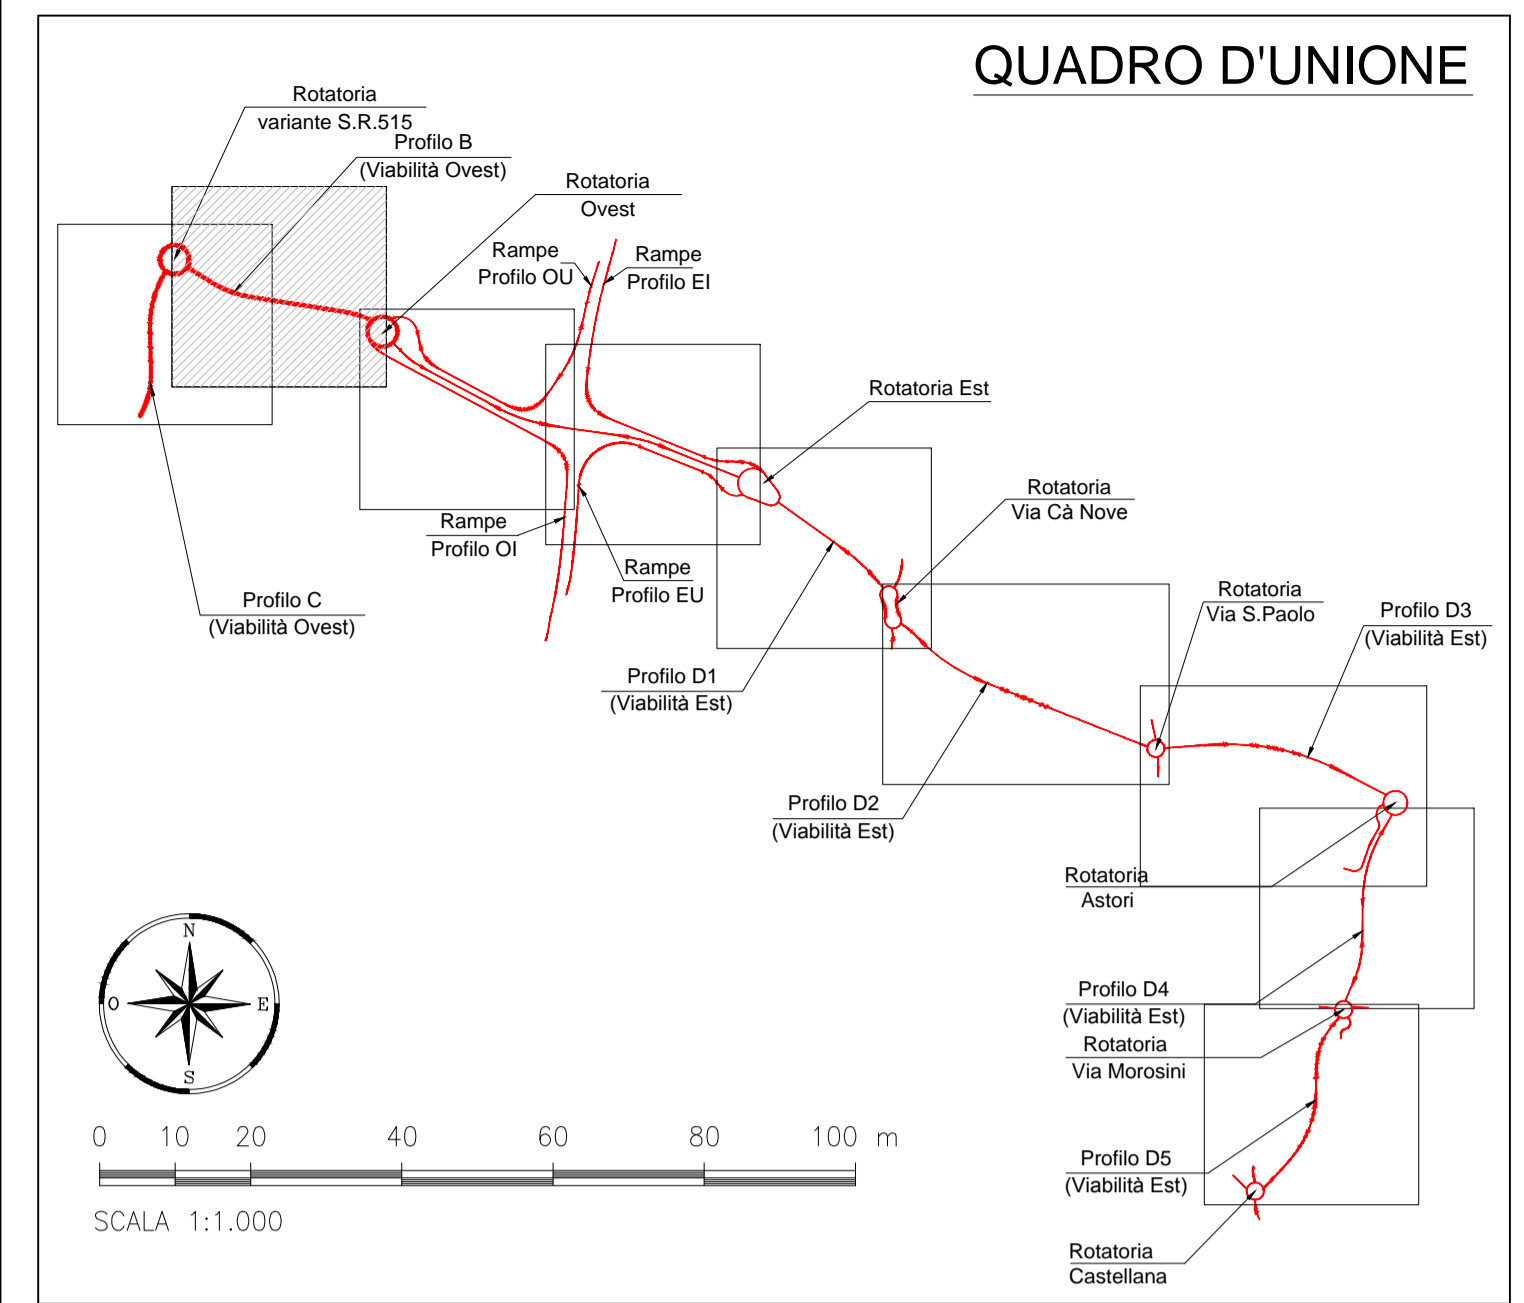 QUADRO D'UNIONE
Rotatoria
variante S.R.515
Profilo B
(Viabilità Ovest)
Rotatoria
Ovest
Rampe
Profilo OU
Rampe
Profilo EI
Rotatoria Est
Rotatoria
Via Cà Nove
Rampe
Profilo OI
Rampe
Profilo EU
Profilo C
(Viabilità Ovest)
Rotatoria
Via S.Paolo
Profilo D3
(Viabilità Est)
Profilo D1
(Viabilità Est)
Profilo D2
(Viabilità Est)
Rotatoria
Astori
Profilo D4
(Viabilità Est)
Rotatoria
Via Morosini
Profilo D5
(Viabilità Est)
Rotatoria
Castellana
N
O E
S
0 10 20 40 60 80 100 m
SCALA 1:1.000